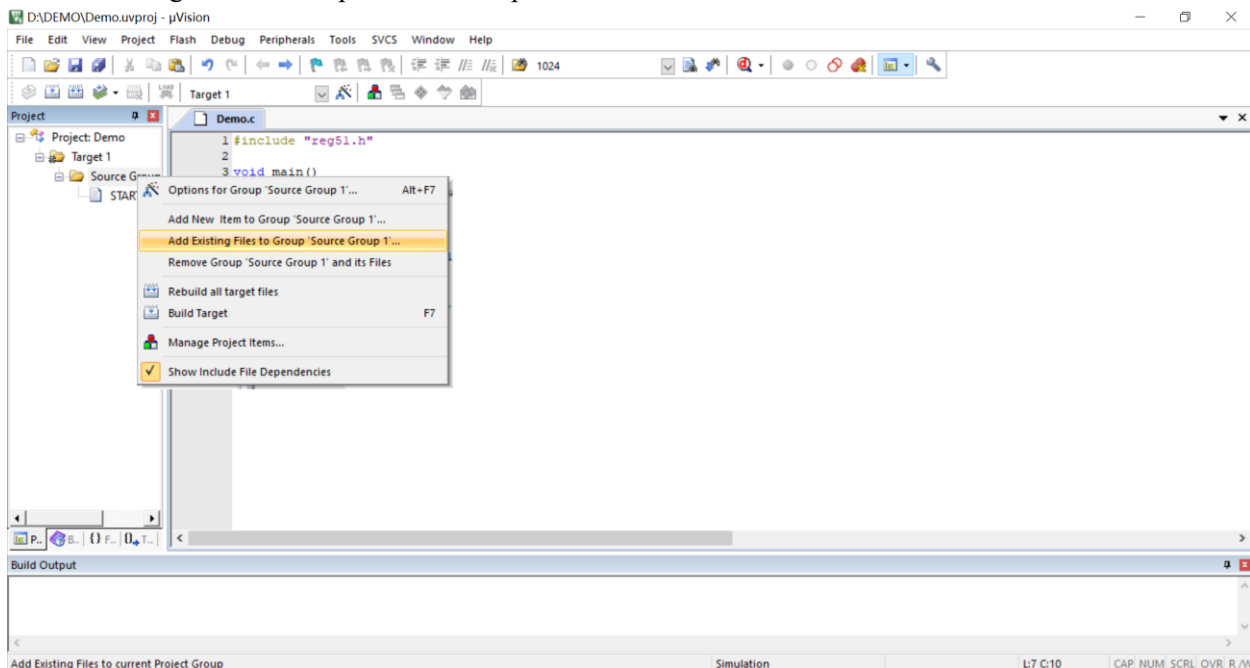 D:\DEMO\Demo.uvproj - µVision
File Edit View Project Flash Debug Peripherals Tools SVCS Window Help
1024
Target 1
Project
Demo.c
Project: Demo
Target 1
Source Group
STAR
1 #include "reg51.h"
2
3 void main()
Options for Group 'Source Group 1'... Alt+F7
Add New Item to Group 'Source Group 1'...
Add Existing Files to Group 'Source Group 1'...
Remove Group 'Source Group 1' and its Files
Rebuild all target files
Build Target F7
Manage Project Items...
Show Include File Dependencies
P... B... {} F... 0 T...
Build Output
Add Existing Files to current Project Group Simulation L:7 C:10 CAP NUM SCRL OVR R/W